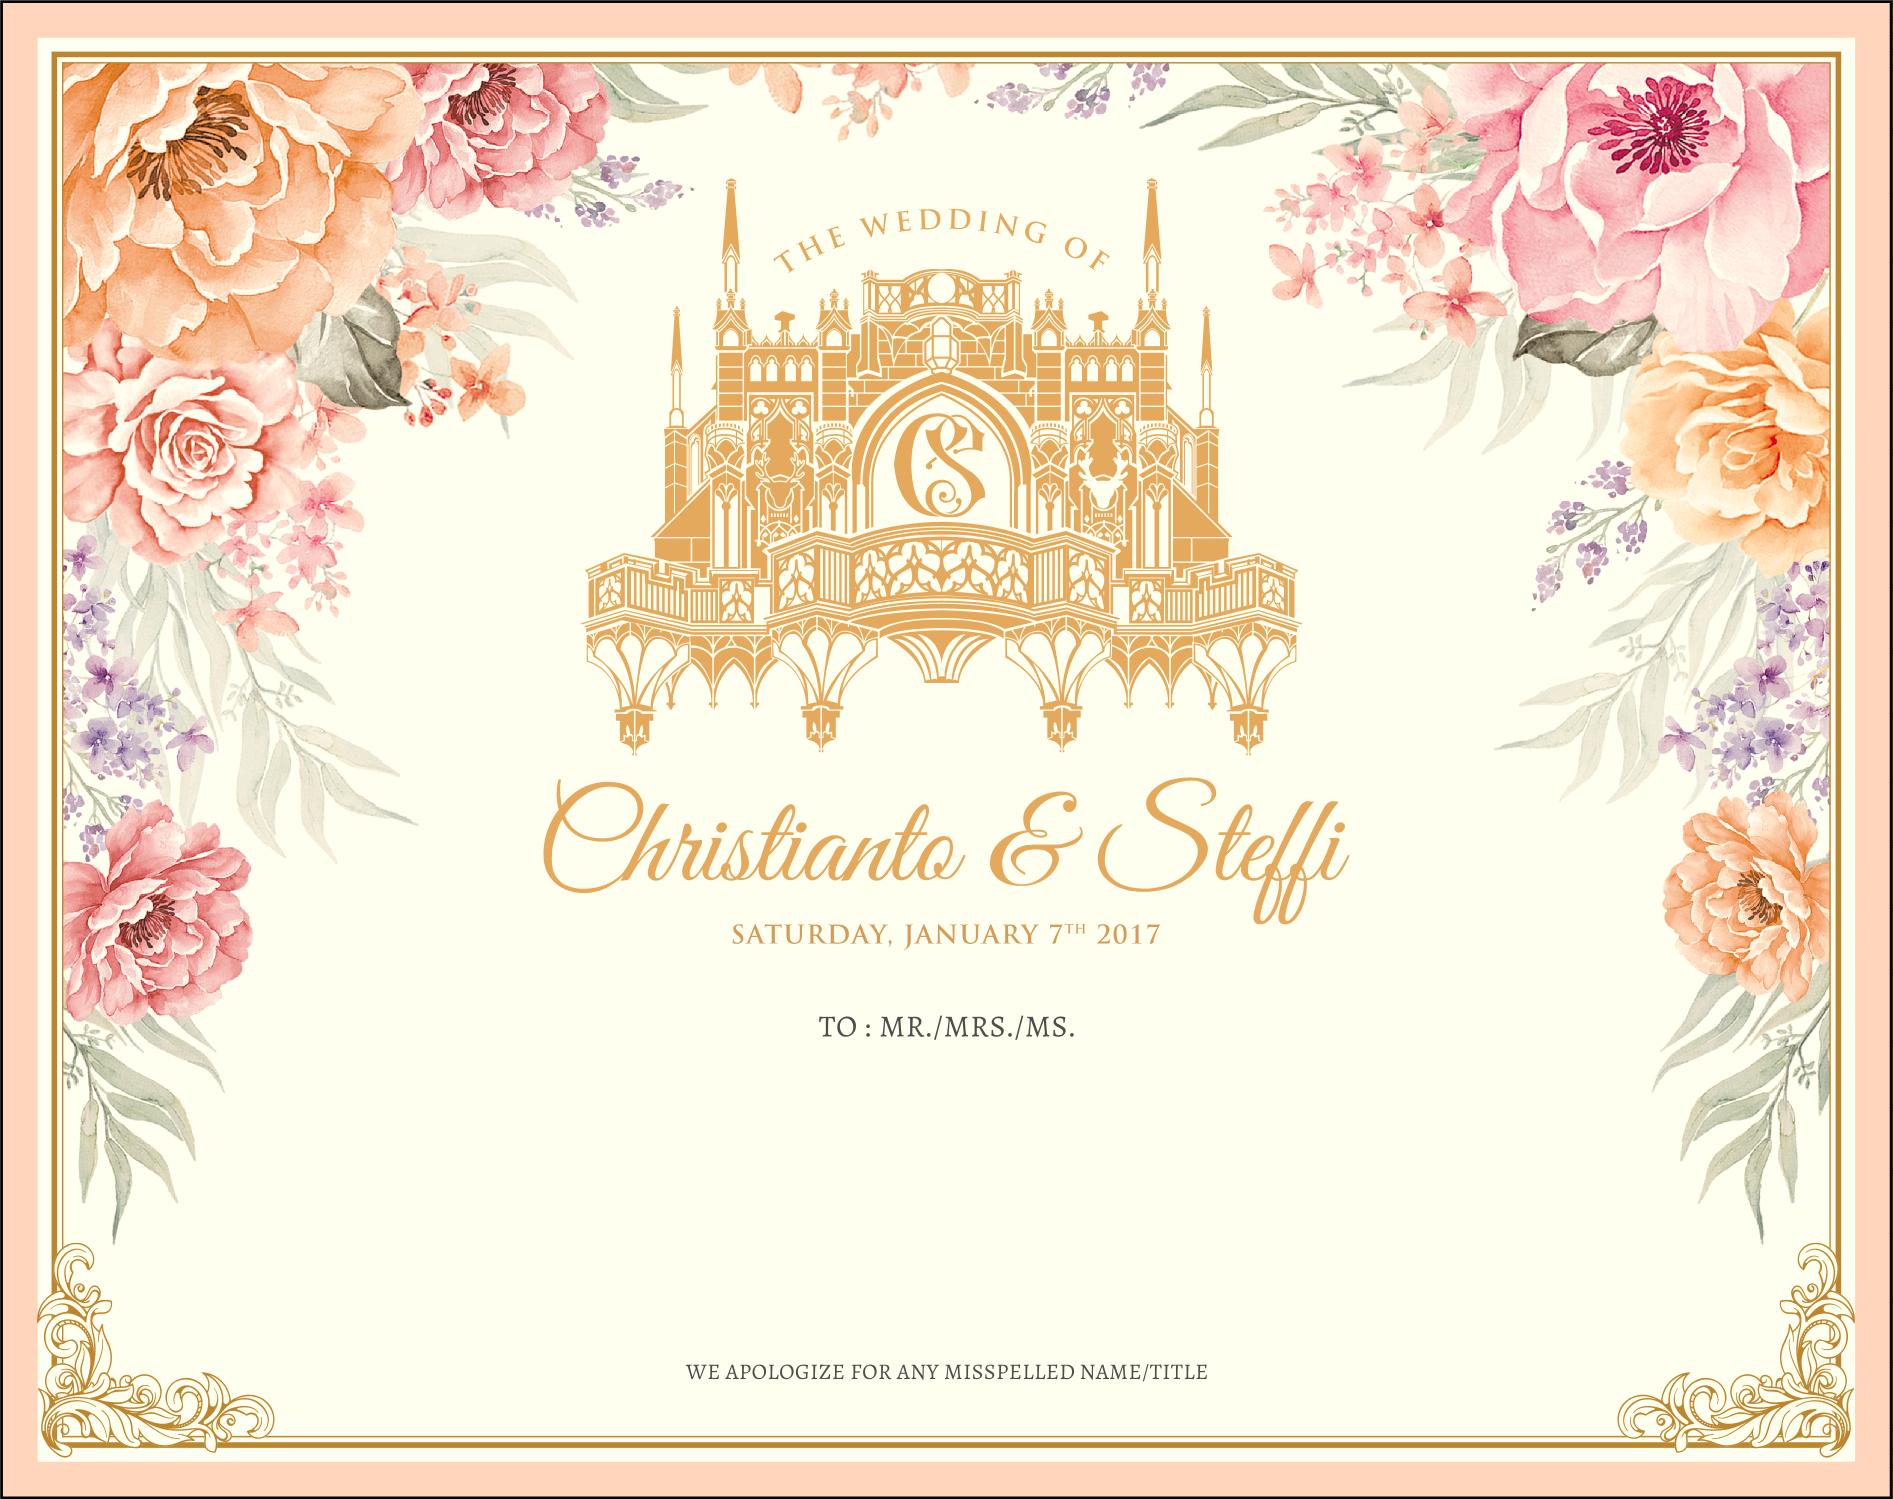 THE WEDDING OF
CS
Christianto & Steffi
SATURDAY, JANUARY 7TH 2017
TO : MR./MRS./MS.
WE APOLOGIZE FOR ANY MISSPELLED NAME/TITLE